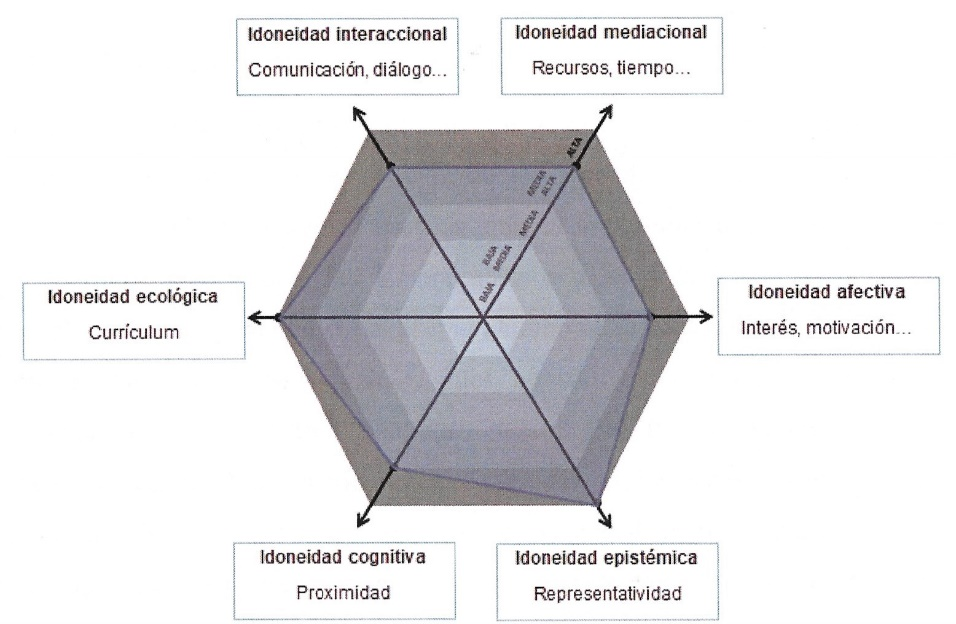 Idoneidad interaccional
Comunicación, diálogo...
Idoneidad mediacional
Recursos, tiempo...
ALTA
MEDIA
ALTA
MEDIA
BAJA
MEDIA
BAJA
Idoneidad ecológica
Currículum
Idoneidad afectiva
Interés, motivación...
Idoneidad cognitiva
Proximidad
Idoneidad epistémica
Representatividad